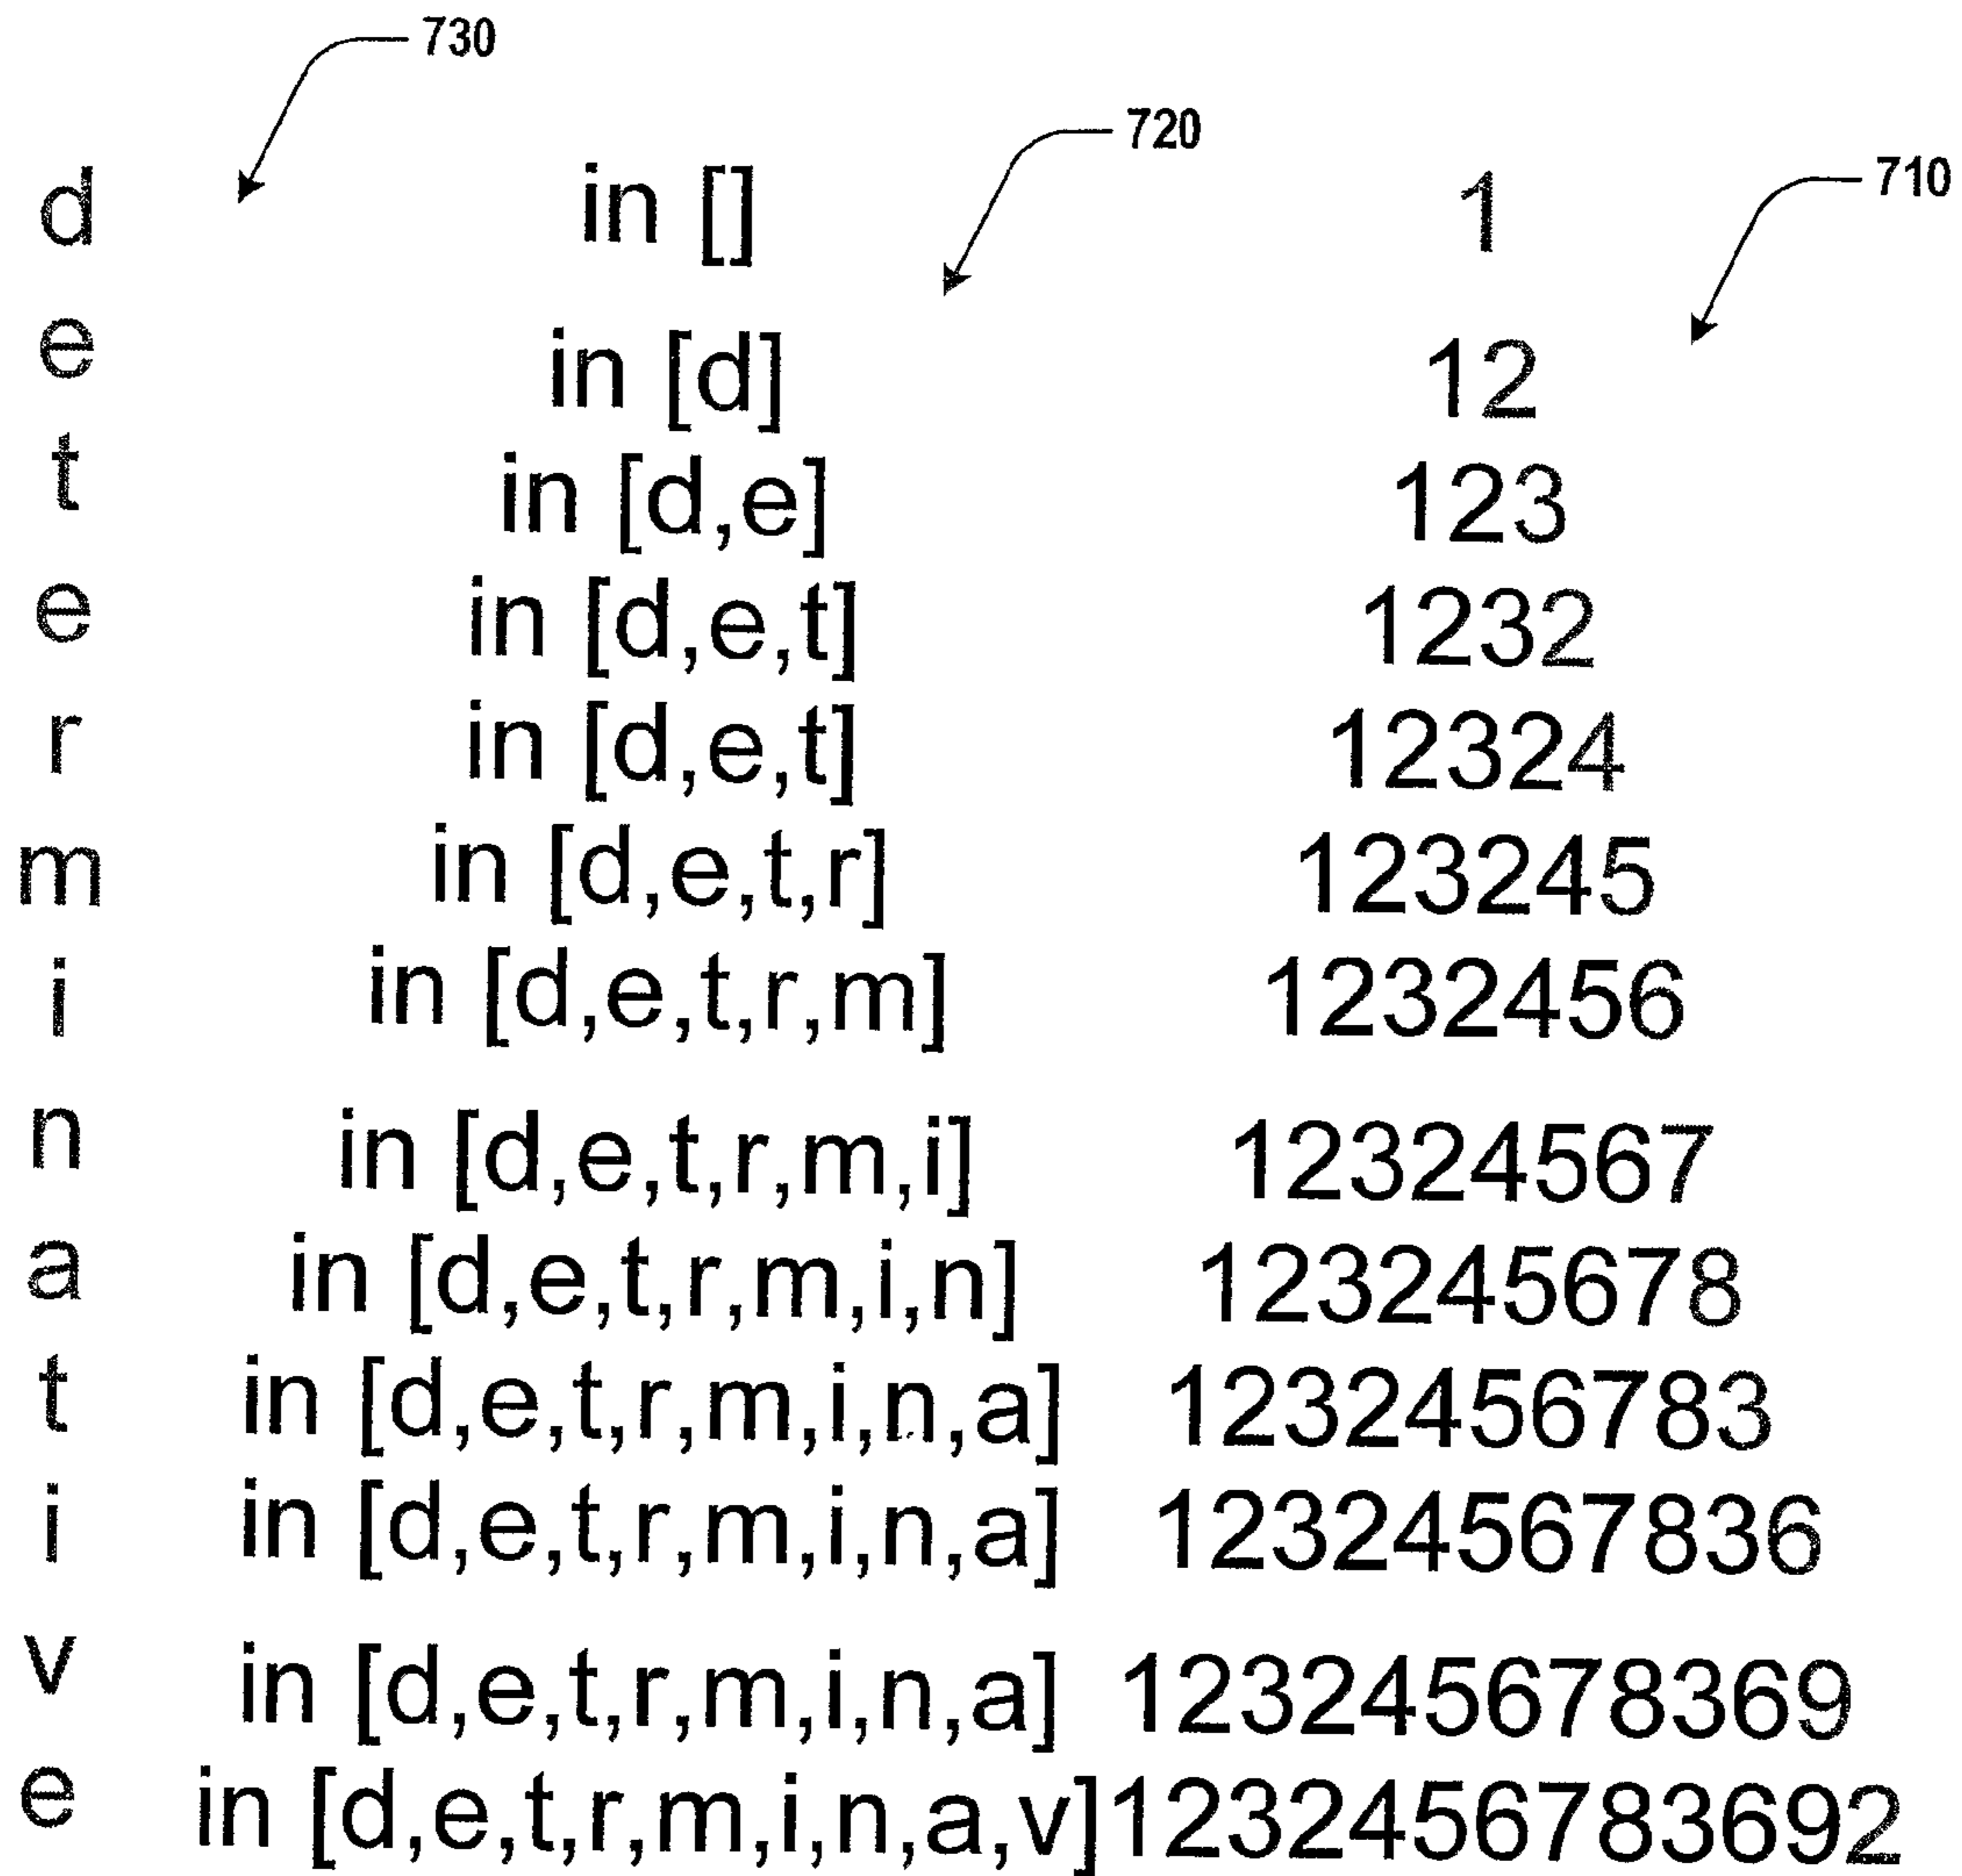 730
720
710
d in [] 1
e in [d] 12
t in [d,e] 123
e in [d,e,t] 1232
r in [d,e,t] 12324
m in [d,e,t,r] 123245
i in [d,e,t,r,m] 1232456
n in [d,e,t,r,m,i] 12324567
a in [d,e,t,r,m,i,n] 123245678
t in [d,e,t,r,m,i,n,a] 1232456783
i in [d,e,t,r,m,i,n,a] 12324567836
v in [d,e,t,r,m,i,n,a] 123245678369
e in [d,e,t,r,m,i,n,a,v] 1232456783692